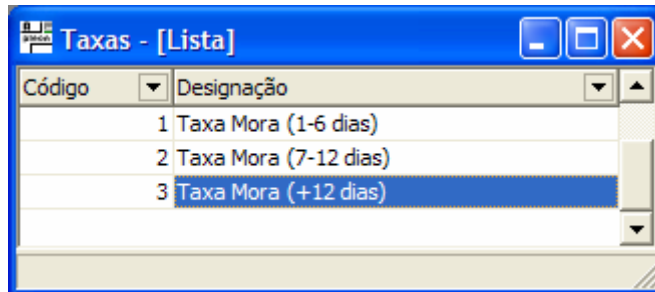 Taxas - [Lista]
Código Designação
1 Taxa Mora (1-6 dias)
2 Taxa Mora (7-12 dias)
3 Taxa Mora (+12 dias)